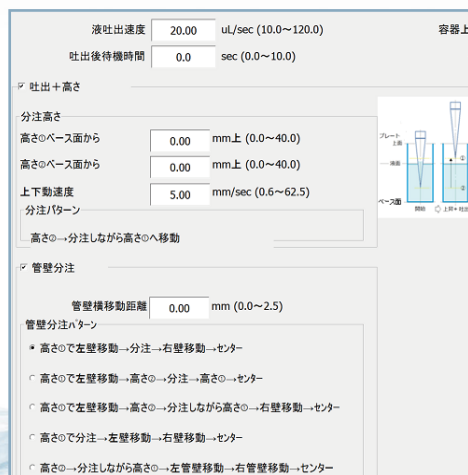 液吐出速度 20.00 uL/sec (10.0～120.0) 容器上
吐出後待機時間 0.0 sec (0.0～10.0)
吐出＋高さ
分注高さ
高さ①ベース面から 0.00 mm上 (0.0～40.0)
高さ②ベース面から 0.00 mm上 (0.0～40.0)
上下動速度 5.00 mm/sec (0.6～62.5)
分注パターン
高さ②→分注しながら高さ①へ移動
プレート
上面
液面
ベース面
開始 上昇＋吐出
① 
②
管壁分注
管壁横移動距離 0.00 mm (0.0～2.5)
管壁分注パターン
高さ①で左壁移動→分注→右壁移動→センター
高さ①で左壁移動→高さ②→分注→高さ①→センター
高さ①で左壁移動→高さ②→分注しながら高さ①→右壁移動→センター
高さ①で分注→左壁移動→右壁移動→センター
高さ②→分注しながら高さ①→左管壁移動→右管壁移動→センター